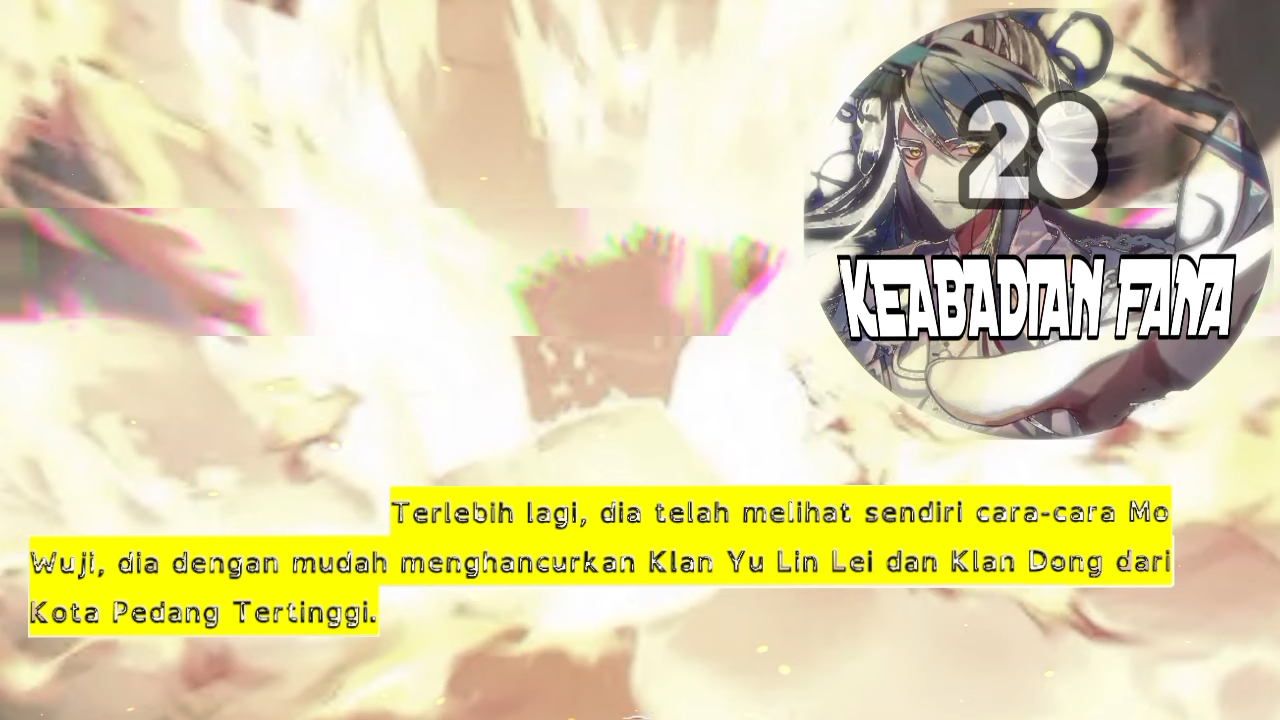 28
KEABADIAN FANA
Terlebih lagi, dia telah melihat sendiri cara-cara Mo
Wuji, dia dengan mudah menghancurkan Klan Yu Lin Lei dan Klan Dong dari
Kota Pedang Tertinggi.